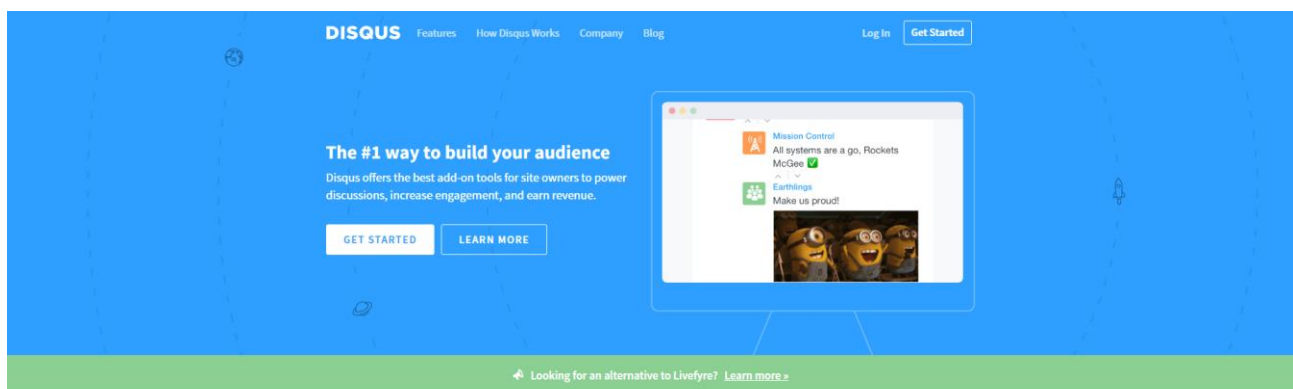 DISQUS Features How Disqus Works Company Blog Log In Get Started
The #1 way to build your audience
Disqus offers the best add-on tools for site owners to power
discussions, increase engagement, and earn revenue.
GET STARTED LEARN MORE
Mission Control
All systems are a go, Rockets
McGee ✅
Earthlings
Make us proud!
Looking for an alternative to Livefyre? Learn more »